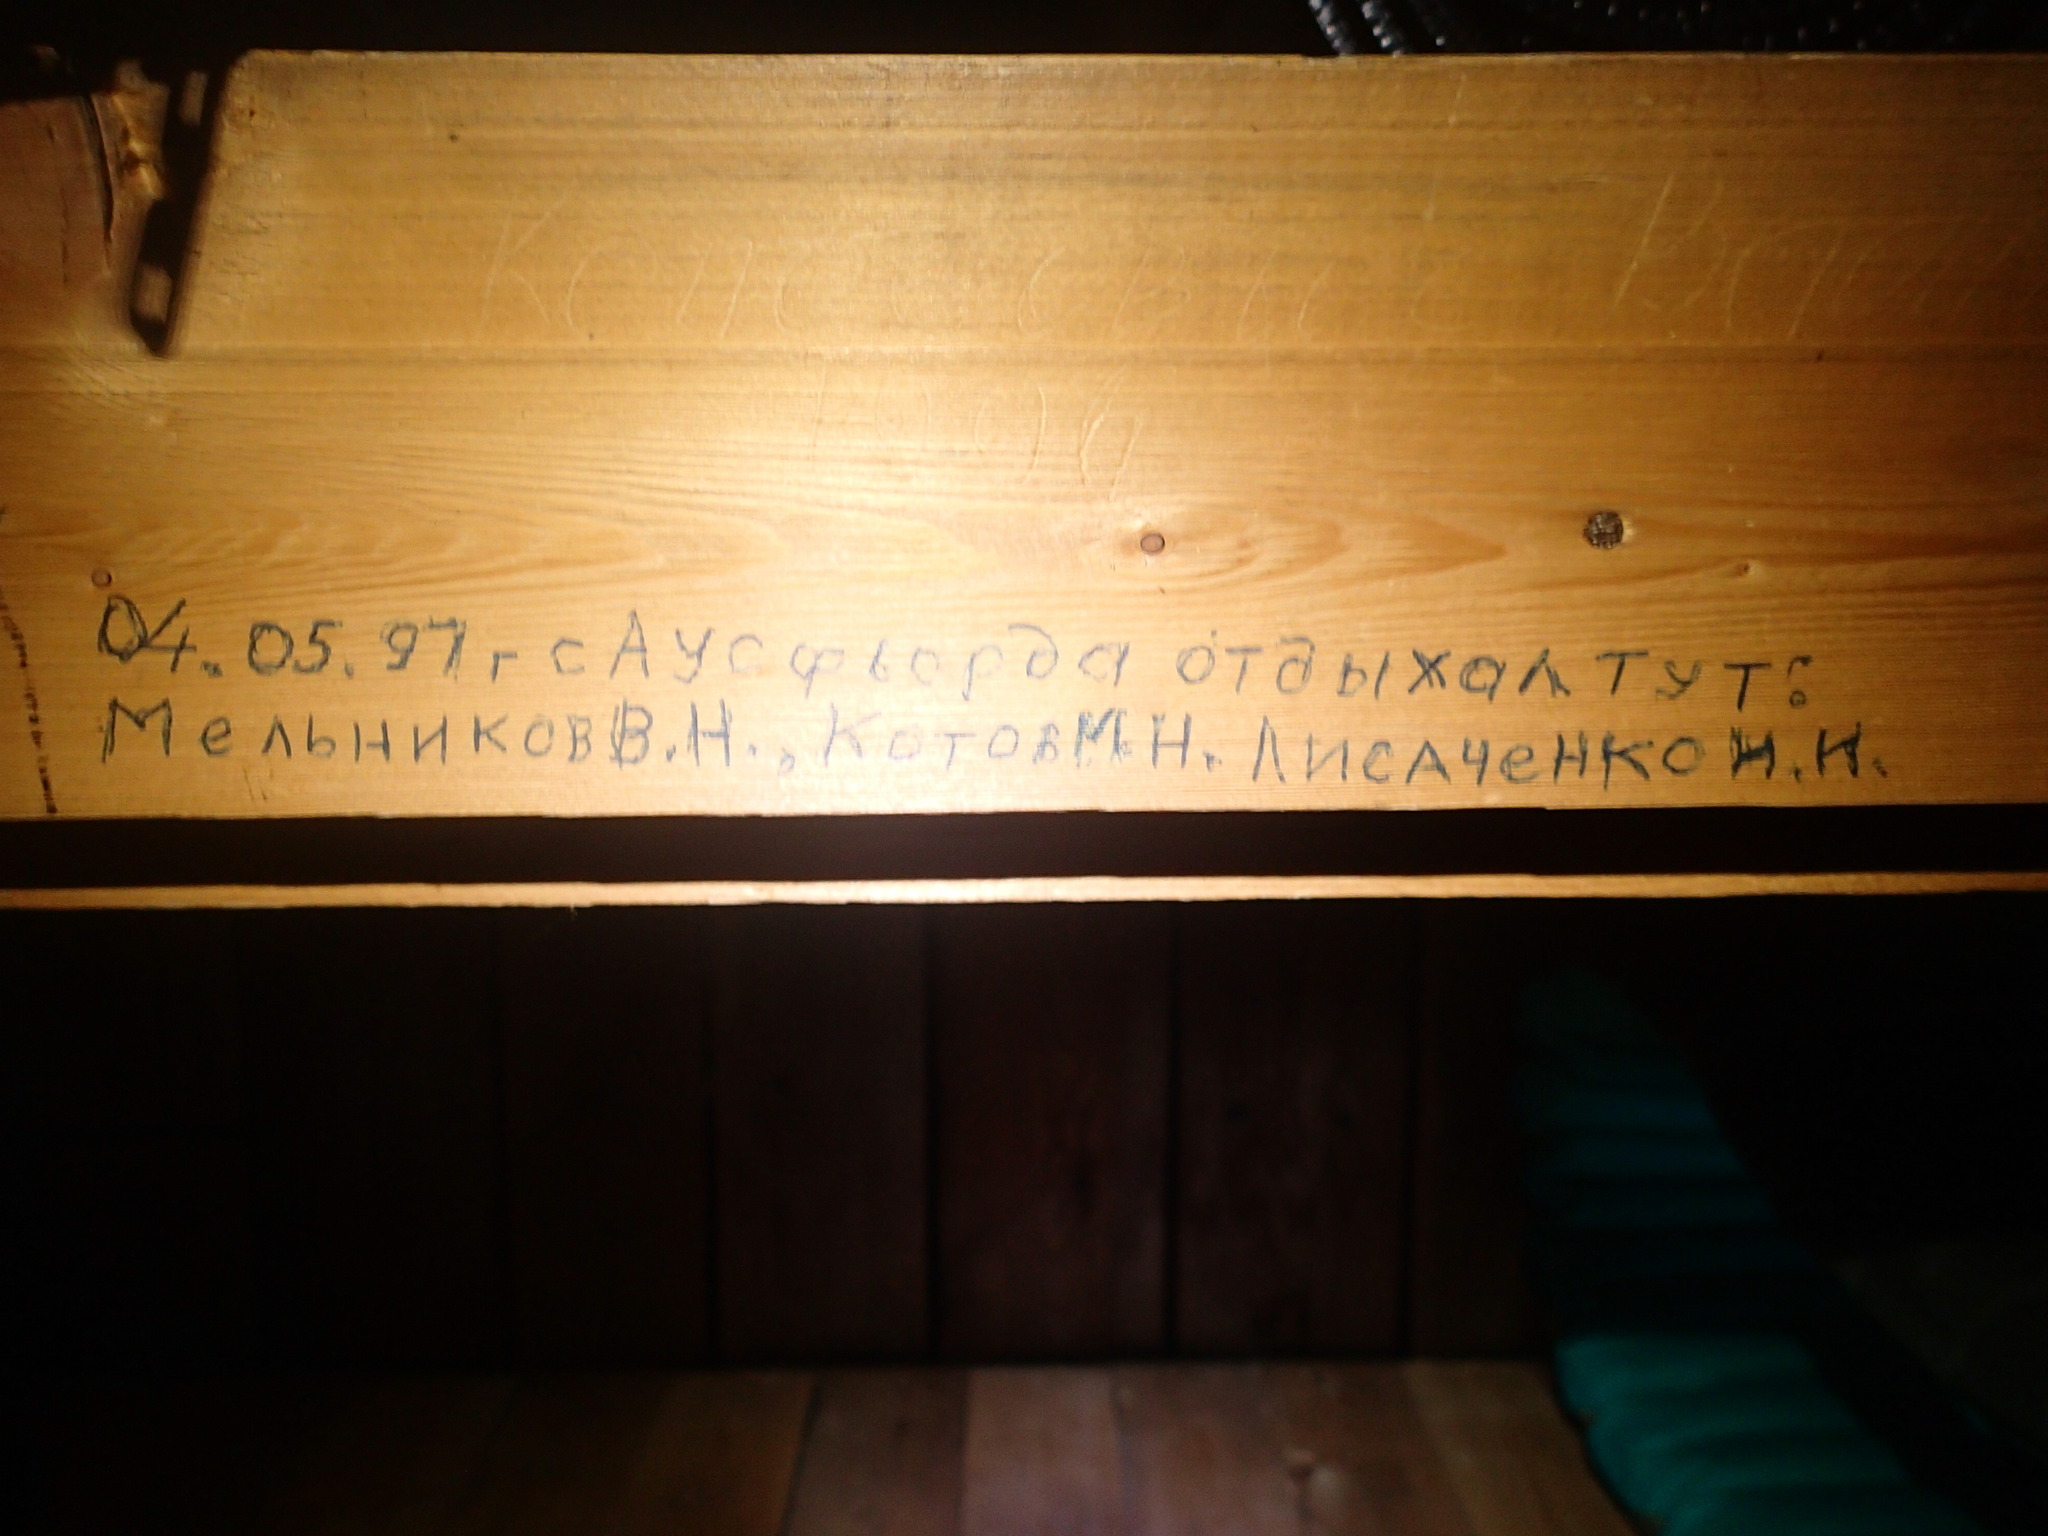 04.05.97г с Аусфьорда отдыхал тут:
Мельников В.Н., Котов М.Н. Лисаченко Н.Н.